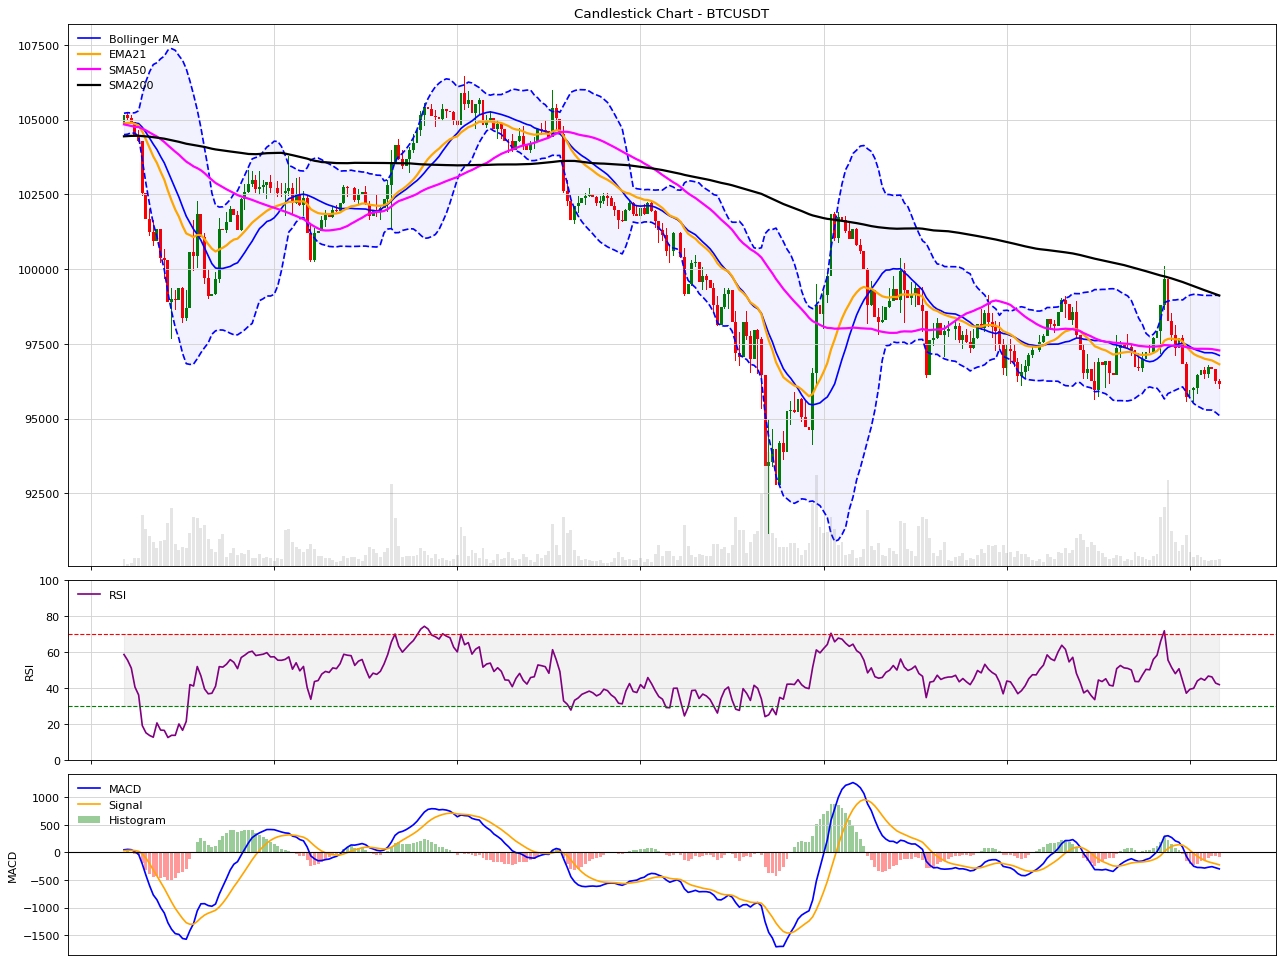 Candlestick Chart - BTCUSDT
Bollinger MA
EMA21
SMA50
SMA200
107500
105000
102500
100000
97500
95000
92500
RSI
100
80
60
40
20
0
RSI
MACD
Signal
Histogram
1000
500
0
−500
−1000
−1500
MACD